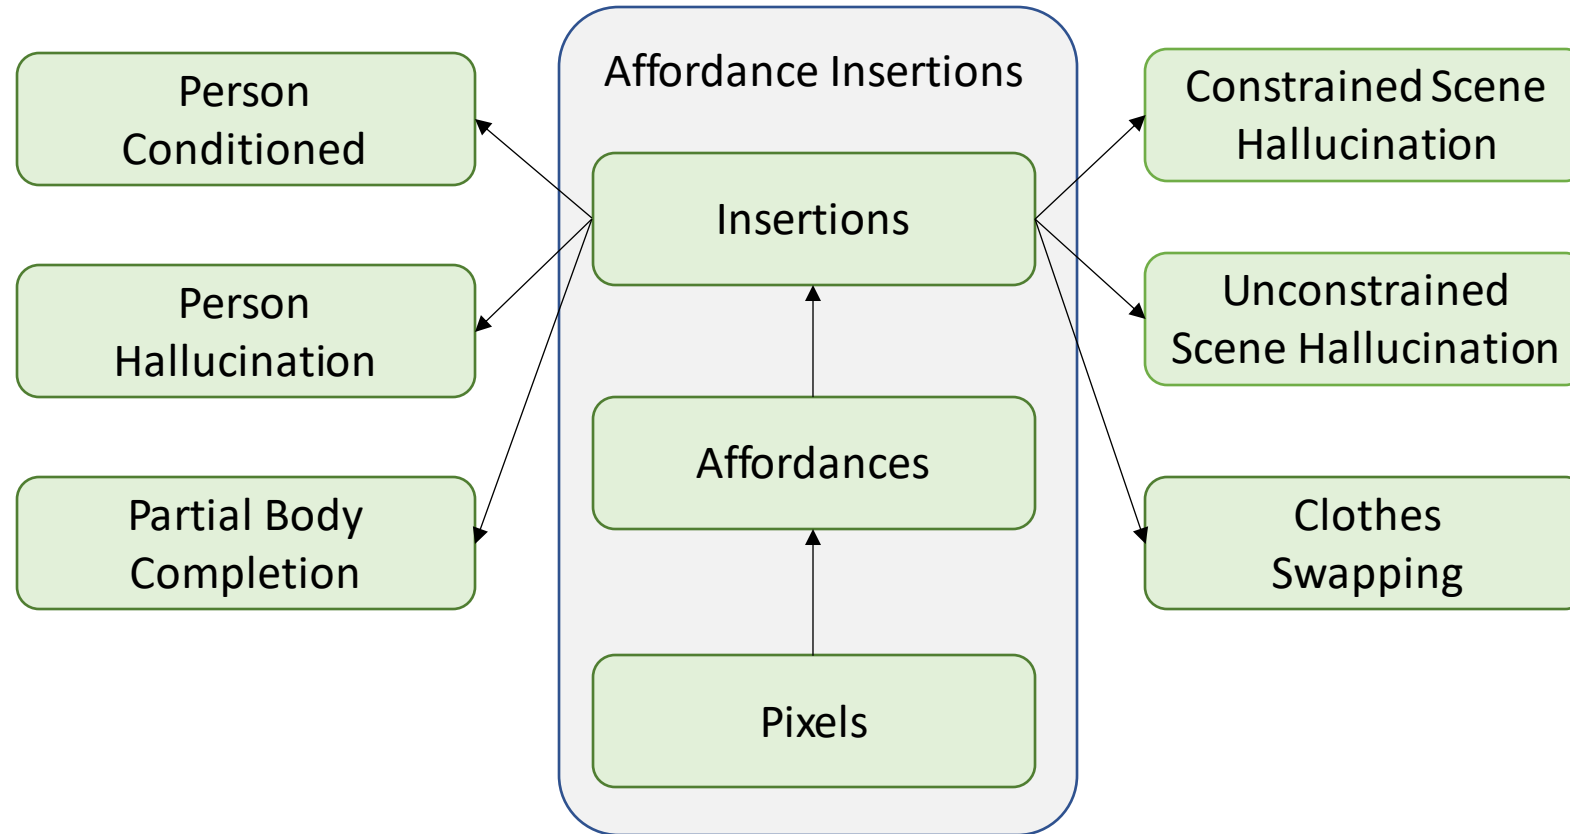 Affordance Insertions
Person
Conditioned
Person
Hallucination
Partial Body
Completion
Insertions
Affordances
Pixels
Constrained Scene
Hallucination
Unconstrained
Scene Hallucination
Clothes
Swapping